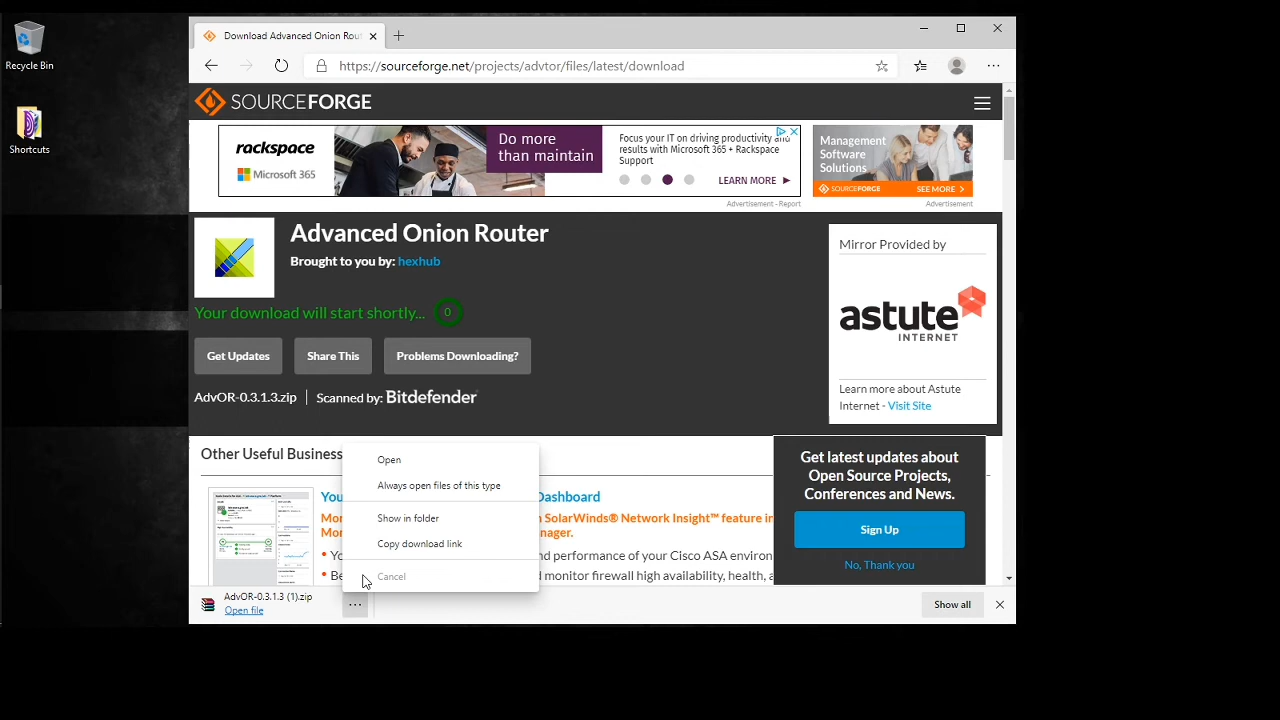 Recycle Bin
Shortcuts
Download Advanced Onion Rout
https://sourceforge.net/projects/advtor/files/latest/download
SOURCEFORGE
rackspace
Microsoft 365
Do more
than maintain
Focus your IT on driving productivity and
results with Microsoft 365 + Rackspace
Support
LEARN MORE
Advertisement - Report
Management
Software
Solutions
SOURCEFORGE
SEE MORE
Advertisement
Advanced Onion Router
Brought to you by: hexhub
Your download will start shortly... 0
Get Updates
Share This
Problems Downloading?
AdvOR-0.3.1.3.zip
Scanned by: Bitdefender
Mirror Provided by
astute
INTERNET
Learn more about Astute
Internet - Visit Site
Other Useful Business
You
Dashboard
Mor
n SolarWinds® Network Insight™ feature in
Mor
nager.
Yo
nd performance of your Cisco ASA environ
Be
d monitor firewall high availability, health, a
Open
Always open files of this type
Show in folder
Copy download link
Cancel
Get latest updates about
Open Source Projects,
Conferences and News.
Sign Up
No, Thank you
AdvOR-0.3.1.3 (1).zip
Open file
Show all